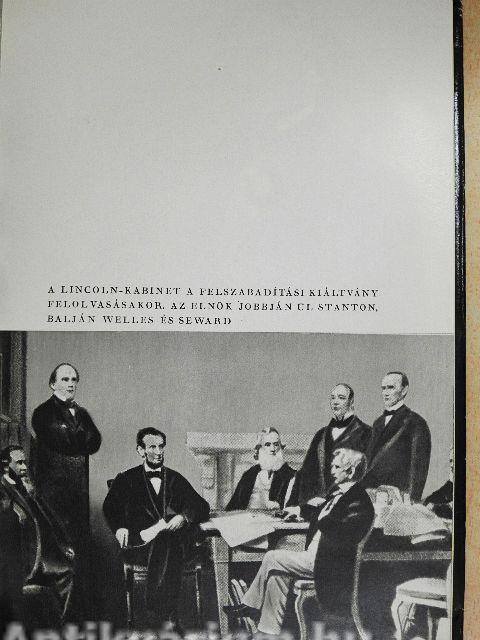 A LINCOLN-KABINET A FELSZABADÍTÁSI KIÁLTVÁNY
FELOLVASÁSAKOR. AZ ELNÖK JOBBJÁN ÜL STANTON,
BALJÁN WELLES ÉS SEWARD